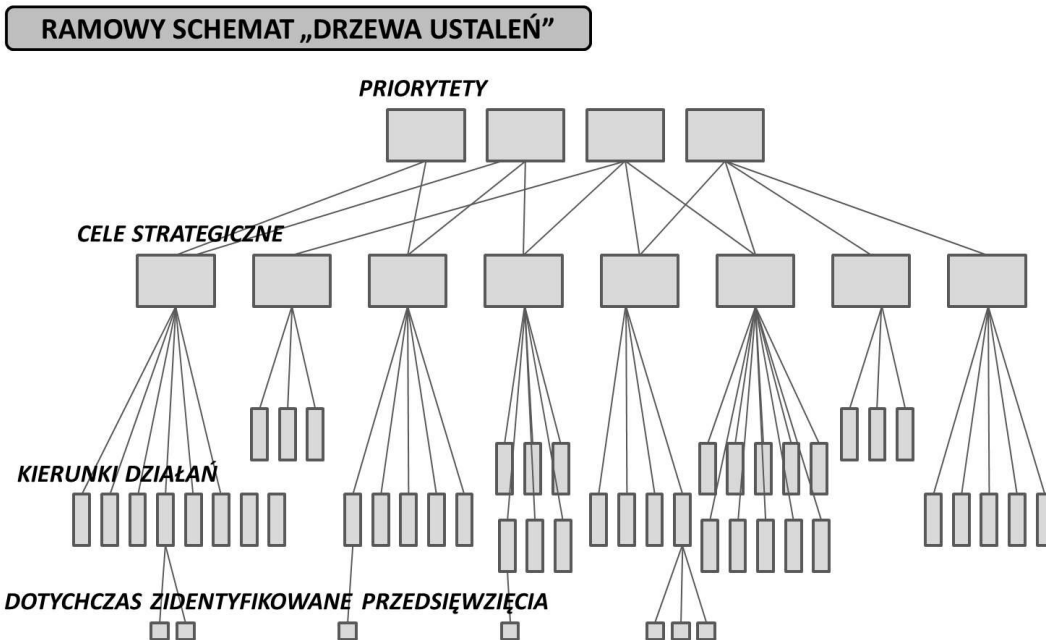 RAMOWY SCHEMAT „DRZEWA USTALEŃ”
PRIORYTETY
CELE STRATEGICZNE
KIERUNKI DZIAŁAŃ
DOTYCHCZAS ZIDENTYFIKOWANE PRZEDSIĘWZIĘCIA